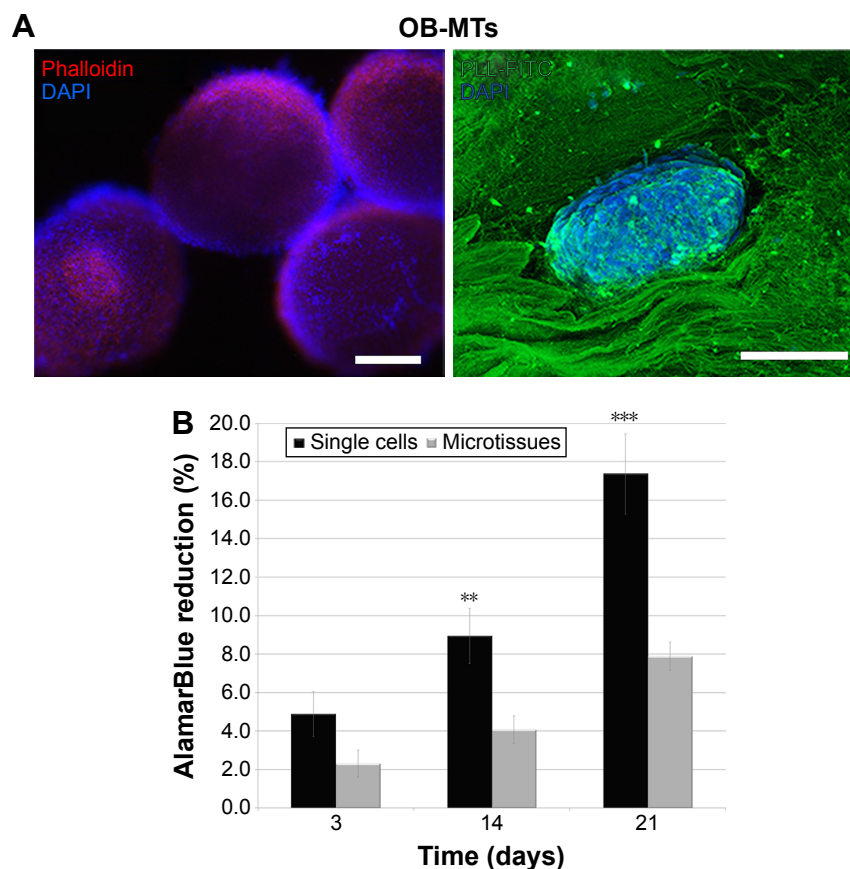 A
OB-MTs
Phalloidin
DAPI
PLL-FITC
DAPI
B
Single cells
Microtissues
AlamarBlue reduction (%)
20.0
18.0
16.0
14.0
12.0
10.0
8.0
6.0
4.0
2.0
0.0
**
***
3
14
21
Time (days)